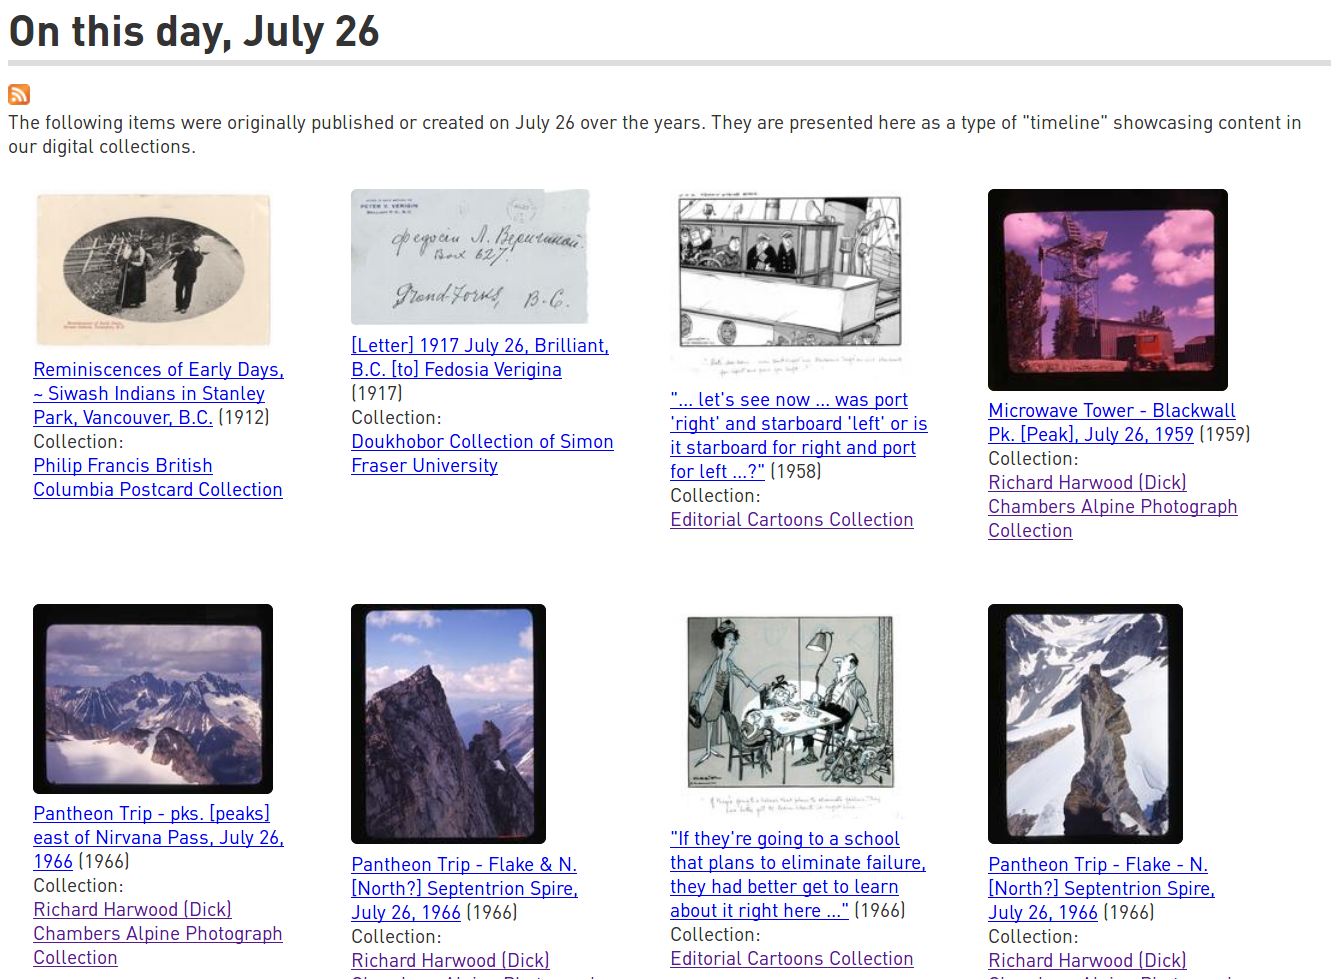 On this day, July 26
The following items were originally published or created on July 26 over the years. They are presented here as a type of "timeline" showcasing content in
our digital collections.
Reminiscences of Early Days,
~ Siwash Indians in Stanley
Park, Vancouver, B.C. (1912)
Collection:
Philip Francis British
Columbia Postcard Collection
PETER V. VERIGIN
Box 627.
Grand Forks, B.C.
[Letter] 1917 July 26, Brilliant,
B.C. [to] Fedosia Verigina
(1917)
Collection:
Doukhobor Collection of Simon
Fraser University
"... let's see now ... was port
'right' and starboard 'left' or is
it starboard for right and port
for left ...?" (1958)
Collection:
Editorial Cartoons Collection
Microwave Tower - Blackwall
Pk. [Peak], July 26, 1959 (1959)
Collection:
Richard Harwood (Dick)
Chambers Alpine Photograph
Collection
Pantheon Trip - pks. [peaks]
east of Nirvana Pass, July 26,
1966 (1966)
Collection:
Richard Harwood (Dick)
Chambers Alpine Photograph
Collection
Pantheon Trip - Flake & N.
[North?] Septentrion Spire,
July 26, 1966 (1966)
Collection:
Richard Harwood (Dick)
"If they're going to a school
that plans to eliminate failure,
they had better get to learn
about it right here ..." (1966)
Collection:
Editorial Cartoons Collection
Pantheon Trip - Flake - N.
[North?] Septentrion Spire,
July 26, 1966 (1966)
Collection:
Richard Harwood (Dick)